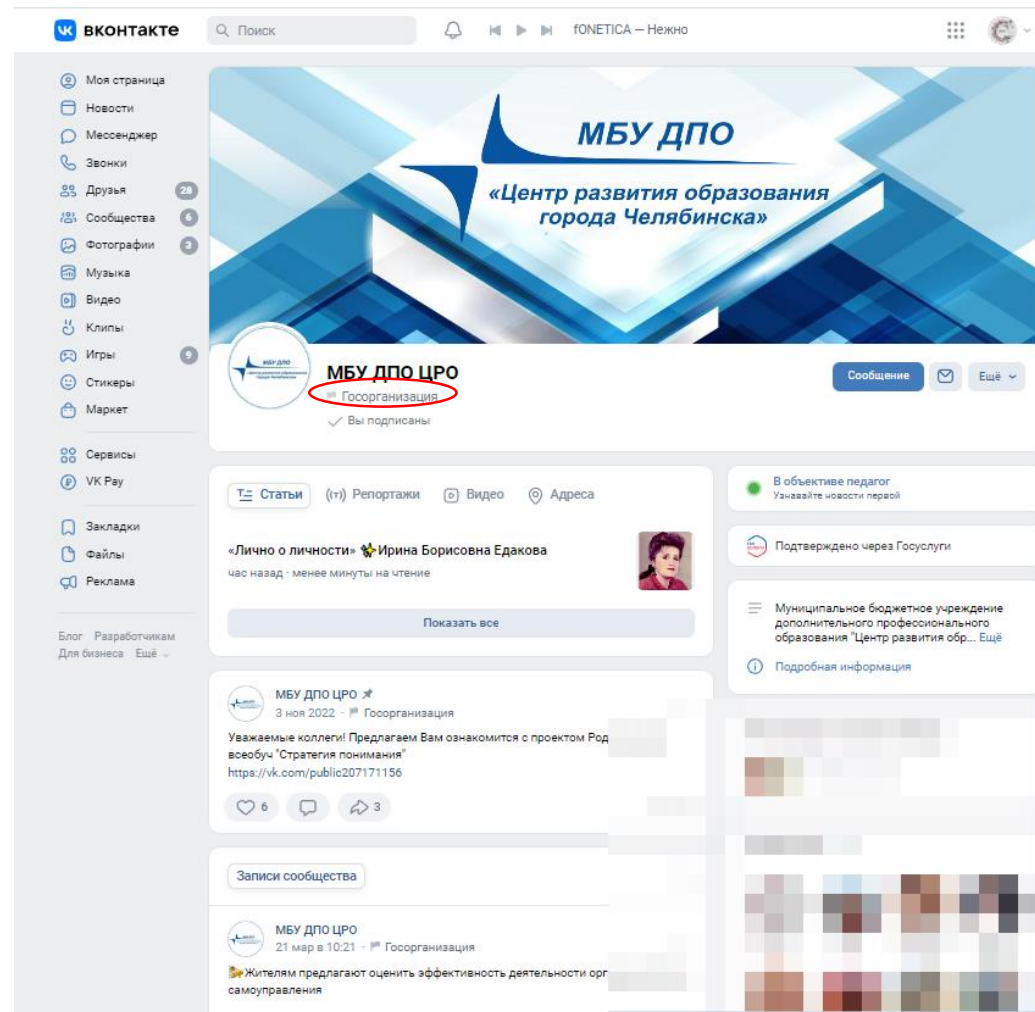 вконтакте
Поиск
fONETICA — Нежно
Моя страница
Новости
Мессенджер
Звонки
Друзья 28
Сообщества 6
Фотографии 3
Музыка
Видео
Клипы
Игры 9
Стикеры
Маркет
Сервисы
VK Pay
Закладки
Файлы
Реклама
Блог Разработчикам
Для бизнеса Ещё
МБУ ДПО
«Центр развития образования
города Челябинска»
МБУ ДПО ЦРО
Госорганизация
Вы подписаны
Сообщение
Ещё
Статьи Репортажи Видео Адреса
«Лично о личности» Ирина Борисовна Едакова
час назад · менее минуты на чтение
Показать все
МБУ ДПО ЦРО
3 ноя 2022 · Госорганизация
Уважаемые коллеги! Предлагаем Вам ознакомится с проектом Род
всеобуч "Стратегия понимания"
https://vk.com/public207171156
6 3
Записи сообщества
МБУ ДПО ЦРО
21 мар в 10:21 · Госорганизация
Жителям предлагают оценить эффективность деятельности орг
самоуправления
В объективе педагог
Узнавайте новости первой
Подтверждено через Госуслуги
Муниципальное бюджетное учреждение
дополнительного профессионального
образования "Центр развития обр... Ещё
Подробная информация